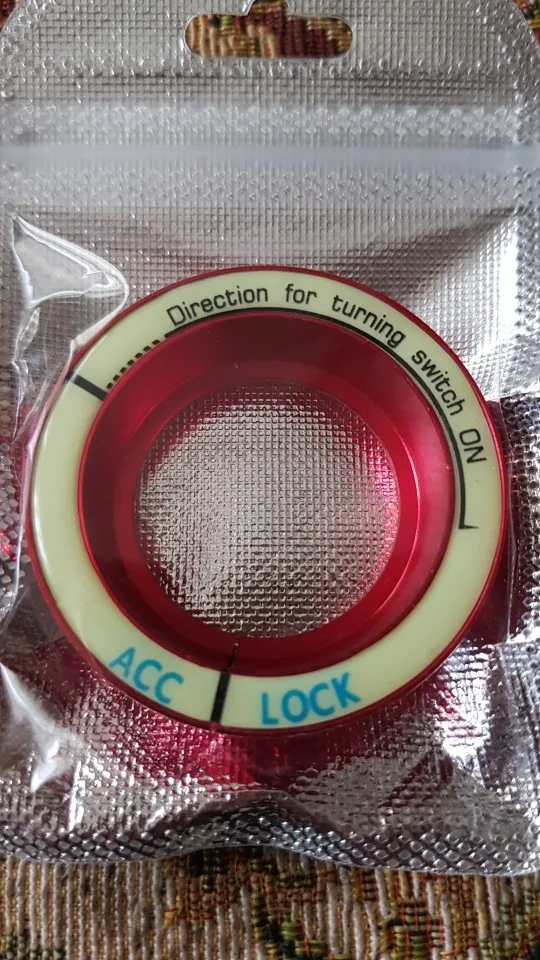 Direction for turning switch ON
ACC
LOCK